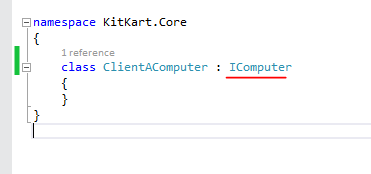 namespace KitKart.Core
{
1 reference
class ClientAComputer : IComputer
{
}
}